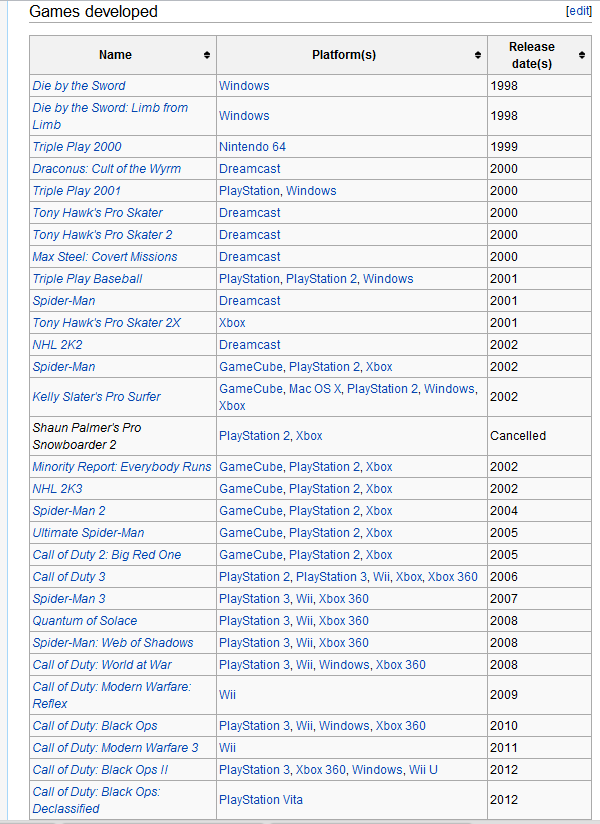 Games developed [edit]
Name Platform(s) Release
date(s)
Die by the Sword Windows 1998
Die by the Sword: Limb from
Limb Windows 1998
Triple Play 2000 Nintendo 64 1999
Draconus: Cult of the Wyrm Dreamcast 2000
Triple Play 2001 PlayStation, Windows 2000
Tony Hawk's Pro Skater Dreamcast 2000
Tony Hawk's Pro Skater 2 Dreamcast 2000
Max Steel: Covert Missions Dreamcast 2000
Triple Play Baseball PlayStation, PlayStation 2, Windows 2001
Spider-Man Dreamcast 2001
Tony Hawk's Pro Skater 2X Xbox 2001
NHL 2K2 Dreamcast 2002
Spider-Man GameCube, PlayStation 2, Xbox 2002
Kelly Slater's Pro Surfer GameCube, Mac OS X, PlayStation 2, Windows,
Xbox 2002
Shaun Palmer's Pro
Snowboarder 2 PlayStation 2, Xbox Cancelled
Minority Report: Everybody Runs GameCube, PlayStation 2, Xbox 2002
NHL 2K3 GameCube, PlayStation 2, Xbox 2002
Spider-Man 2 GameCube, PlayStation 2, Xbox 2004
Ultimate Spider-Man GameCube, PlayStation 2, Xbox 2005
Call of Duty 2: Big Red One GameCube, PlayStation 2, Xbox 2005
Call of Duty 3 PlayStation 2, PlayStation 3, Wii, Xbox, Xbox 360 2006
Spider-Man 3 PlayStation 3, Wii, Xbox 360 2007
Quantum of Solace PlayStation 3, Wii, Xbox 360 2008
Spider-Man: Web of Shadows PlayStation 3, Wii, Xbox 360 2008
Call of Duty: World at War PlayStation 3, Wii, Windows, Xbox 360 2008
Call of Duty: Modern Warfare:
Reflex Wii 2009
Call of Duty: Black Ops PlayStation 3, Wii, Windows, Xbox 360 2010
Call of Duty: Modern Warfare 3 Wii 2011
Call of Duty: Black Ops II PlayStation 3, Xbox 360, Windows, Wii U 2012
Call of Duty: Black Ops:
Declassified PlayStation Vita 2012